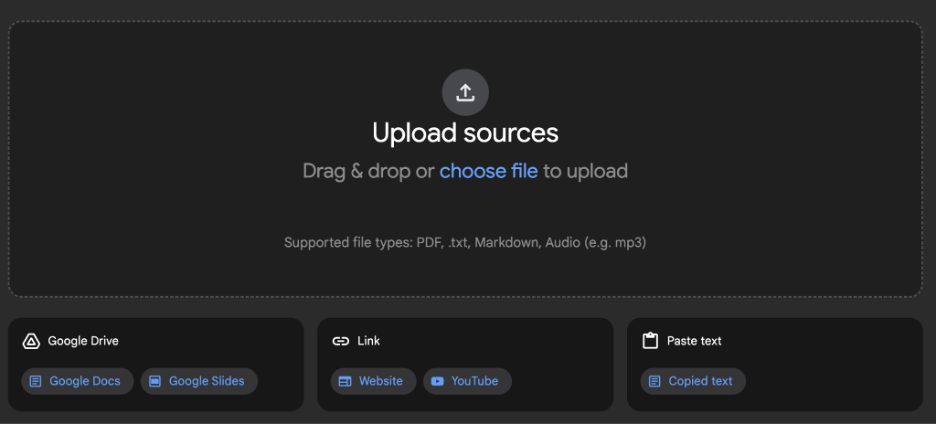 Upload sources
Drag & drop or choose file to upload
Supported file types: PDF, .txt, Markdown, Audio (e.g. mp3)
Google Drive
Google Docs
Google Slides
Link
Website
YouTube
Paste text
Copied text